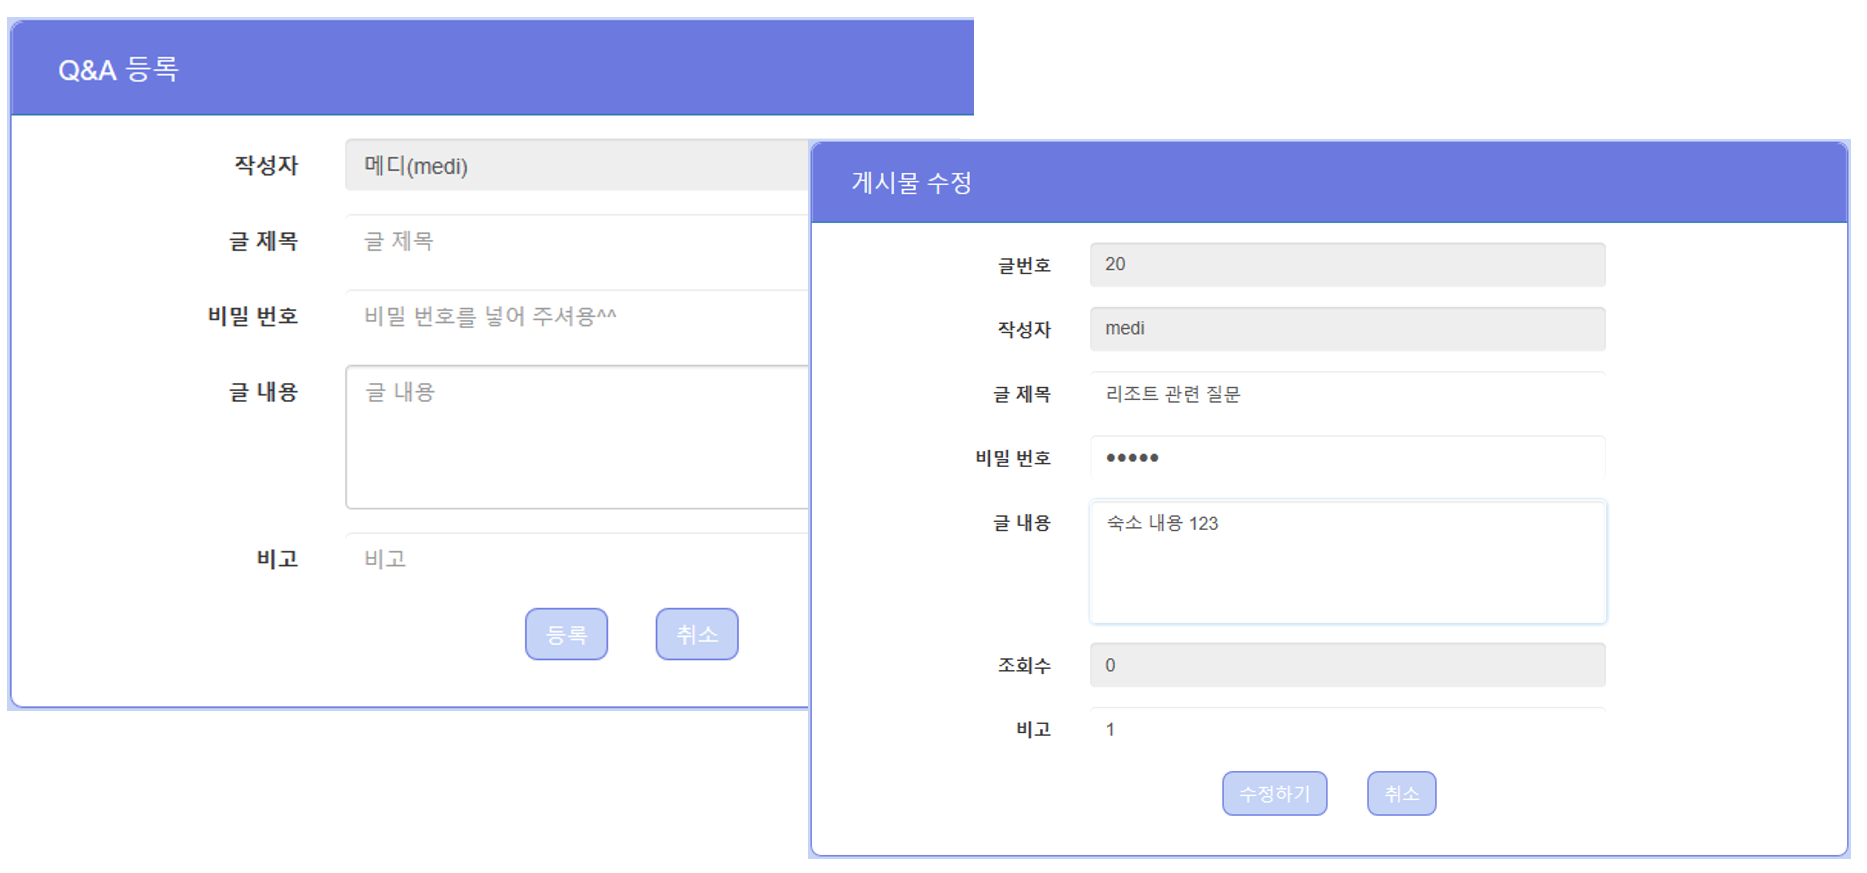 Q&A 등록
작성자 메디(medi)
글 제목 글 제목
비밀 번호 비밀 번호를 넣어 주셔용^^
글 내용 글 내용
비고 비고
등록 취소
게시물 수정
글번호 20
작성자 medi
글 제목 리조트 관련 질문
비밀 번호 •••••
글 내용 숙소 내용 123
조회수 0
비고 1
수정하기 취소